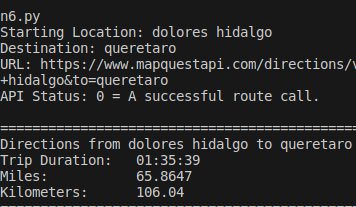 n6.py
Starting Location: dolores hidalgo
Destination: queretaro
URL: https://www.mapquestapi.com/directions/v
+hidalgo&to=queretaro
API Status: 0 = A successful route call.

=============================================
Directions from dolores hidalgo to queretaro
Trip Duration:   01:35:39
Miles:           65.8647
Kilometers:      106.04
=============================================